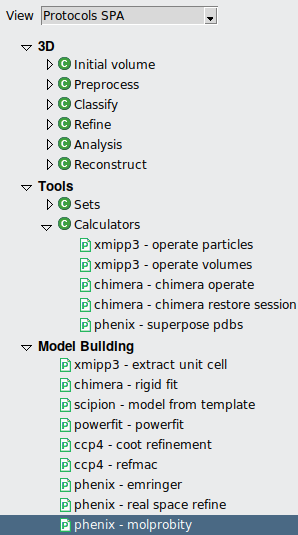 View Protocols SPA
3D
C Initial volume
C Preprocess
C Classify
C Refine
C Analysis
C Reconstruct
Tools
C Sets
C Calculators
P xmipp3 - operate particles
P xmipp3 - operate volumes
P chimera - chimera operate
P chimera - chimera restore session
P phenix - superpose pdbs
Model Building
P xmipp3 - extract unit cell
P chimera - rigid fit
P scipion - model from template
P powerfit - powerfit
P ccp4 - coot refinement
P ccp4 - refmac
P phenix - emringer
P phenix - real space refine
P phenix - molprobity